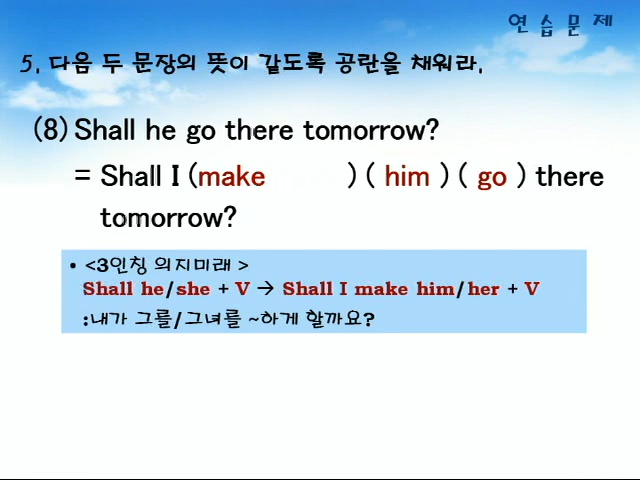 연 습 문 제
5. 다음 두 문장의 뜻이 같도록 공란을 채워라.
(8) Shall he go there tomorrow?
= Shall I (make ) ( him ) ( go ) there
tomorrow?
• <3인칭 의지미래 >
Shall he/she + V → Shall I make him/her + V
:내가 그를/그녀를 ~하게 할까요?